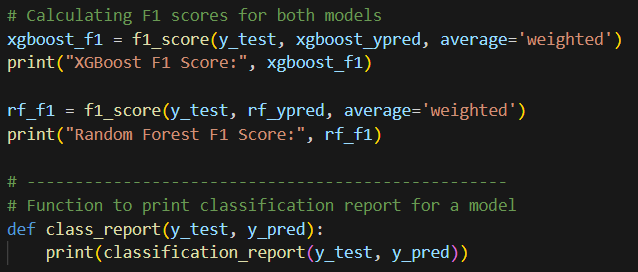 # Calculating F1 scores for both models
xgboost_f1 = f1_score(y_test, xgboost_ypred, average='weighted')
print("XGBoost F1 Score:", xgboost_f1)
rf_f1 = f1_score(y_test, rf_ypred, average='weighted')
print("Random Forest F1 Score:", rf_f1)
# --------------------------------------------------
# Function to print classification report for a model
def class_report(y_test, y_pred):
    print(classification_report(y_test, y_pred))